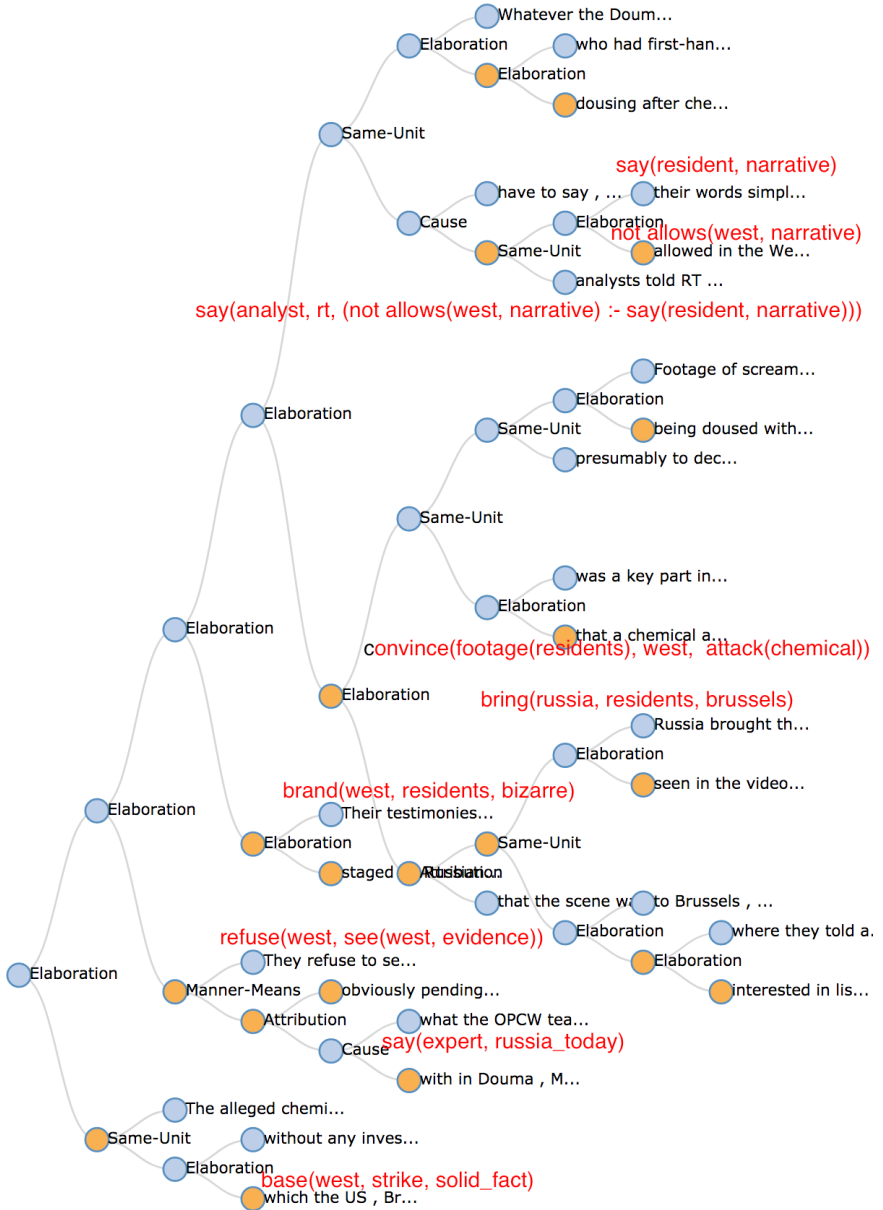 Whatever the Doum...
Elaboration
who had first-han...
Elaboration
dousing after che...
Same-Unit
say(resident, narrative)
have to say , ...
their words simpl...
Cause
Elaboration
not allows(west, narrative)
Same-Unit
allowed in the We...
analysts told RT ...
say(analyst, rt, (not allows(west, narrative) :- say(resident, narrative)))
Footage of scream...
Elaboration
Elaboration
Same-Unit
being doused with...
presumably to dec...
Same-Unit
was a key part in...
Elaboration
Elaboration
that a chemical a...
convince(footage(residents), west, attack(chemical))
Elaboration
bring(russia, residents, brussels)
Russia brought th...
Elaboration
seen in the video...
brand(west, residents, bizarre)
Elaboration
Their testimonies...
Elaboration
Same-Unit
staged
Attribution
Russian...
that the scene wa
to Brussels , ...
Elaboration
where they told a.
refuse(west, see(west, evidence))
They refuse to se...
Elaboration
Elaboration
Manner-Means
obviously pending...
interested in lis...
Attribution
what the OPCW tea...
Cause
say(expert, russia_today)
with in Douma , M...
The alleged chemi...
Same-Unit
without any inves...
Elaboration
base(west, strike, solid_fact)
which the US , Br...